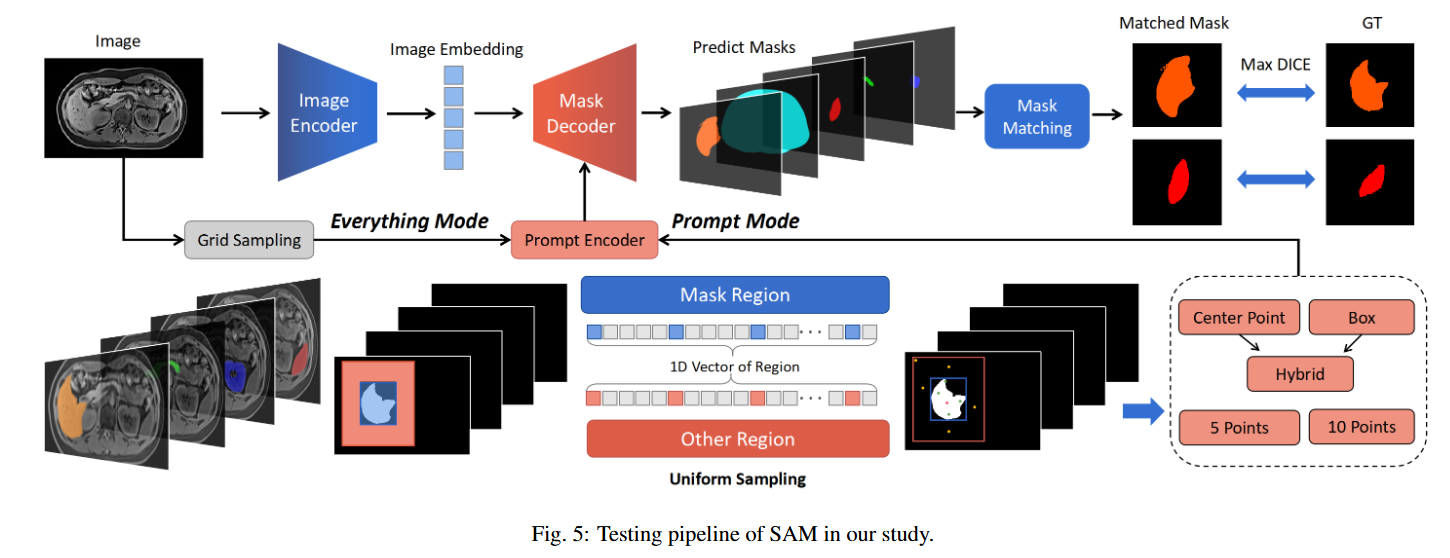 Image
Image Encoder
Image Embedding
Mask Decoder
Predict Masks
Mask Matching
Matched Mask
Max DICE
GT
Grid Sampling
Everything Mode
Prompt Encoder
Prompt Mode
Mask Region
1D Vector of Region
Other Region
Uniform Sampling
Center Point
Box
Hybrid
5 Points
10 Points
Fig. 5: Testing pipeline of SAM in our study.